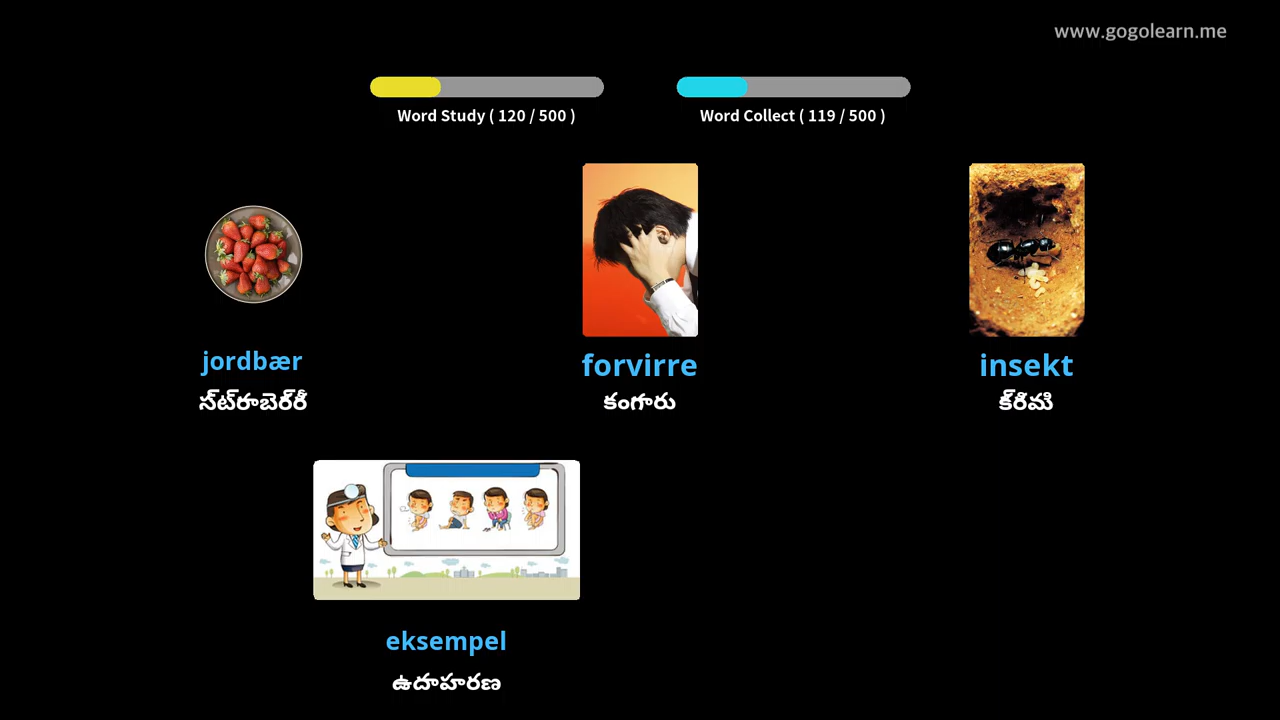 www.gogolearn.me
Word Study ( 120 / 500 )
Word Collect ( 119 / 500 )
jordbær
స్ట్రాబెర్రీ
forvirre
కంగారు
insekt
క్రిమి
eksempel
ఉదాహరణ